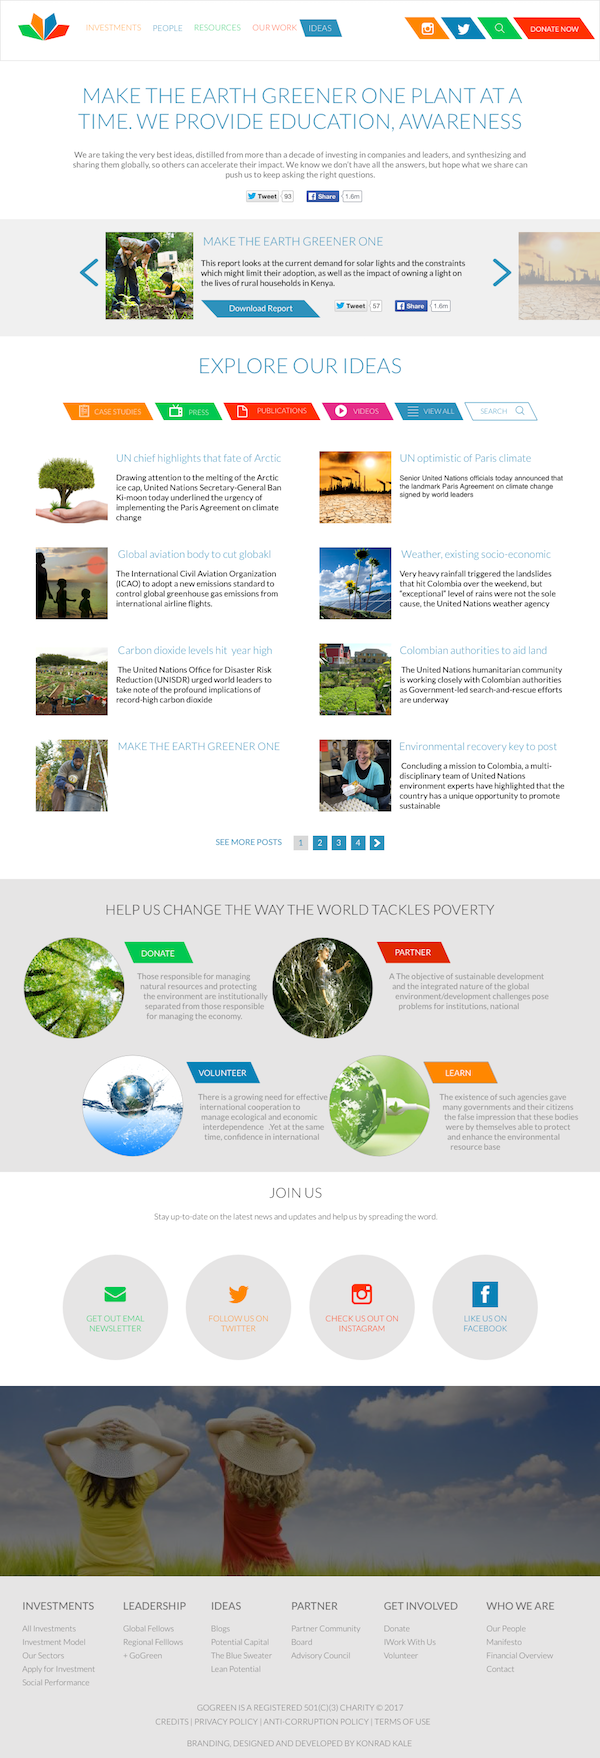 INVESTMENTS PEOPLE RESOURCES OUR WORK IDEAS DONATE NOW
MAKE THE EARTH GREENER ONE PLANT AT A
TIME. WE PROVIDE EDUCATION, AWARENESS
We are taking the very best ideas, distilled from more than a decade of investing in companies and leaders, and synthesizing and
sharing them globally, so others can accelerate their impact. We know we don't have all the answers, but hope what we share can
push us to keep asking the right questions.
Tweet 93 Share 1.6m
MAKE THE EARTH GREENER ONE
This report looks at the current demand for solar lights and the constraints
which might limit their adoption, as well as the impact of owning a light on
the lives of rural households in Kenya.
Download Report Tweet 57 Share 1.6m
EXPLORE OUR IDEAS
CASE STUDIES PRESS PUBLICATIONS VIDEOS VIEW ALL SEARCH
UN chief highlights that fate of Arctic
Drawing attention to the melting of the Arctic
ice cap, United Nations Secretary-General Ban
Ki-moon today underlined the urgency of
implementing the Paris Agreement on climate
change
UN optimistic of Paris climate
Senior United Nations officials today announced that
the landmark Paris Agreement on climate change
signed by world leaders
Global aviation body to cut globakl
The International Civil Aviation Organization
(ICAO) to adopt a new emissions standard to
control global greenhouse gas emissions from
international airline flights.
Weather, existing socio-economic
Very heavy rainfall triggered the landslides
that hit Colombia over the weekend, but
"exceptional" level of rains were not the sole
cause, the United Nations weather agency
Carbon dioxide levels hit year high
The United Nations Office for Disaster Risk
Reduction (UNISDR) urged world leaders to
take note of the profound implications of
record-high carbon dioxide
Colombian authorities to aid land
The United Nations humanitarian community
is working closely with Colombian authorities
as Government-led search-and-rescue efforts
are underway
MAKE THE EARTH GREENER ONE
Environmental recovery key to post
Concluding a mission to Colombia, a multi-
disciplinary team of United Nations
environment experts have highlighted that the
country has a unique opportunity to promote
sustainable
SEE MORE POSTS 1 2 3 4
HELP US CHANGE THE WAY THE WORLD TACKLES POVERTY
DONATE
Those responsible for managing
natural resources and protecting
the environment are institutionally
separated from those responsible
for managing the economy.
PARTNER
A The objective of sustainable development
and the integrated nature of the global
environment/development challenges pose
problems for institutions, national
VOLUNTEER
There is a growing need for effective
international cooperation to
manage ecological and economic
interdependence .Yet at the same
time, confidence in international
LEARN
The existence of such agencies gave
many governments and their citizens
the false impression that these bodies
were by themselves able to protect
and enhance the environmental
resource base
JOIN US
Stay up-to-date on the latest news and updates and help us by spreading the word.
GET OUT EMAL
NEWSLETTER
FOLLOW US ON
TWITTER
CHECK US OUT ON
INSTAGRAM
LIKE US ON
FACEBOOK
INVESTMENTS
All Investments
Investment Model
Our Sectors
Apply for Investment
Social Performance
LEADERSHIP
Global Fellows
Regional Felllows
+ GoGreen
IDEAS
Blogs
Potential Capital
The Blue Sweater
Lean Potential
PARTNER
Partner Community
Board
Advisory Council
GET INVOLVED
Donate
IWork With Us
Volunteer
WHO WE ARE
Our People
Manifesto
Financial Overview
Contact
GOGREEN IS A REGISTERED 501(C)(3) CHARITY © 2017
CREDITS | PRIVACY POLICY | ANTI-CORRUPTION POLICY | TERMS OF USE
BRANDING, DESIGNED AND DEVELOPED BY KONRAD KALE